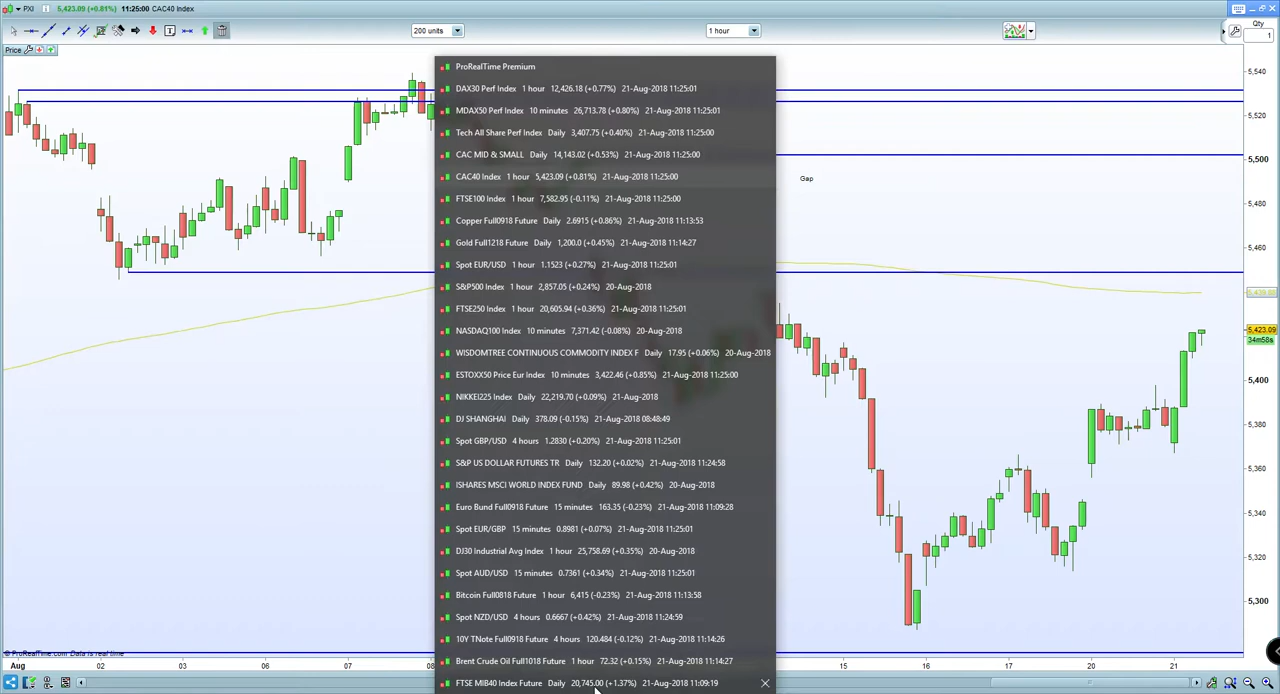 PXI 5,423.09 (+0.81%) 11:25:00 CAC40 Index
200 units 1 hour Qty
1
Price
ProRealTime Premium
DAX30 Perf Index 1 hour 12,426.18 (+0.77%) 21-Aug-2018 11:25:01
MDAX50 Perf Index 10 minutes 26,713.78 (+0.80%) 21-Aug-2018 11:25:01
Tech All Share Perf Index Daily 3,407.75 (+0.40%) 21-Aug-2018 11:25:00
CAC MID & SMALL Daily 14,143.02 (+0.53%) 21-Aug-2018 11:25:00
CAC40 Index 1 hour 5,423.09 (+0.81%) 21-Aug-2018 11:25:00
FTSE100 Index 1 hour 7,582.95 (-0.11%) 21-Aug-2018 11:25:00
Copper Full0918 Future Daily 2.6915 (+0.86%) 21-Aug-2018 11:13:53
Gold Full1218 Future Daily 1,200.0 (+0.45%) 21-Aug-2018 11:14:27
Spot EUR/USD 1 hour 1.1523 (+0.27%) 21-Aug-2018 11:25:01
S&P500 Index 1 hour 2,857.05 (+0.24%) 20-Aug-2018
FTSE250 Index 1 hour 20,605.94 (+0.36%) 21-Aug-2018 11:25:01
NASDAQ100 Index 10 minutes 7,371.42 (-0.08%) 20-Aug-2018
WISDOMTREE CONTINUOUS COMMODITY INDEX F Daily 17.95 (+0.06%) 20-Aug-2018
ESTOXX50 Price Eur Index 10 minutes 3,422.46 (+0.85%) 21-Aug-2018 11:25:00
NIKKEI225 Index Daily 22,219.70 (+0.09%) 21-Aug-2018
DJ SHANGHAI Daily 378.09 (-0.15%) 21-Aug-2018 08:48:49
Spot GBP/USD 4 hours 1.2830 (+0.20%) 21-Aug-2018 11:25:01
S&P US DOLLAR FUTURES TR Daily 132.20 (+0.02%) 21-Aug-2018 11:24:58
ISHARES MSCI WORLD INDEX FUND Daily 89.98 (+0.42%) 20-Aug-2018
Euro Bund Full0918 Future 15 minutes 163.35 (-0.23%) 21-Aug-2018 11:09:28
Spot EUR/GBP 15 minutes 0.8981 (+0.07%) 21-Aug-2018 11:25:01
DJ30 Industrial Avg Index 1 hour 25,758.69 (+0.35%) 20-Aug-2018
Spot AUD/USD 15 minutes 0.7361 (+0.34%) 21-Aug-2018 11:25:01
Bitcoin Full0818 Future 1 hour 6,415 (-0.23%) 21-Aug-2018 11:13:58
Spot NZD/USD 4 hours 0.6667 (+0.42%) 21-Aug-2018 11:24:59
10Y TNote Full0918 Future 4 hours 120.484 (-0.12%) 21-Aug-2018 11:14:26
Brent Crude Oil Full1018 Future 1 hour 72.32 (+0.15%) 21-Aug-2018 11:14:27
FTSE MIB40 Index Future Daily 20,745.00 (+1.37%) 21-Aug-2018 11:09:19
Gap
5,540
5,520
5,500
5,480
5,460
5,423.09
34m58s
5,400
5,380
5,360
5,340
5,320
5,300
© ProRealTime.com Data is real time
Aug 02 03 06 07 08 15 16 17 20 21